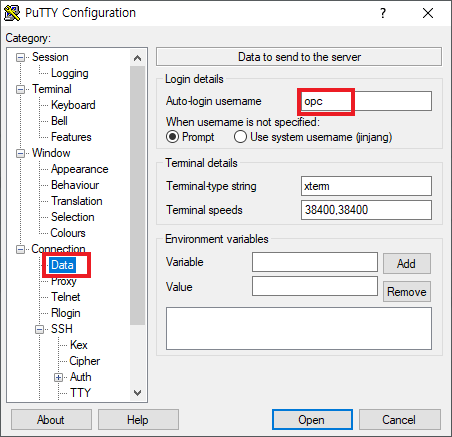 PuTTY Configuration
Category:
Session
Logging
Terminal
Keyboard
Bell
Features
Window
Appearance
Behaviour
Translation
Selection
Colours
Connection
Data
Proxy
Telnet
Rlogin
SSH
Kex
Cipher
Auth
TTY
Data to send to the server
Login details
Auto-login username opc
When username is not specified:
Prompt Use system username (jinjang)
Terminal details
Terminal-type string xterm
Terminal speeds 38400,38400
Environment variables
Variable Add
Value Remove
About Help Open Cancel